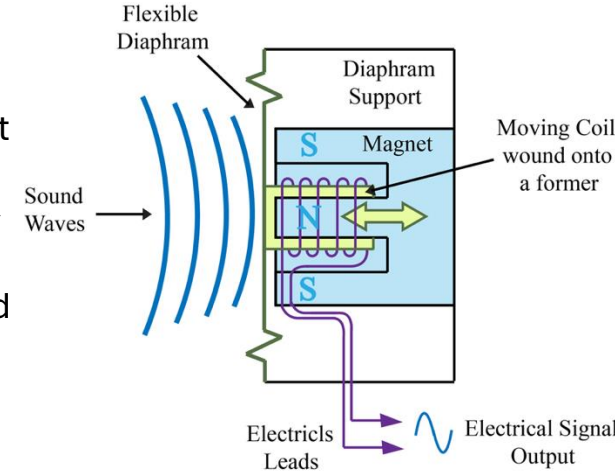 Flexible
Diaphram
Diaphram
Support
t
S
Magnet
Moving Coil
wound onto
a former
Sound
Waves
N
d
S
Electricls
Leads
Electrical Signal
Output